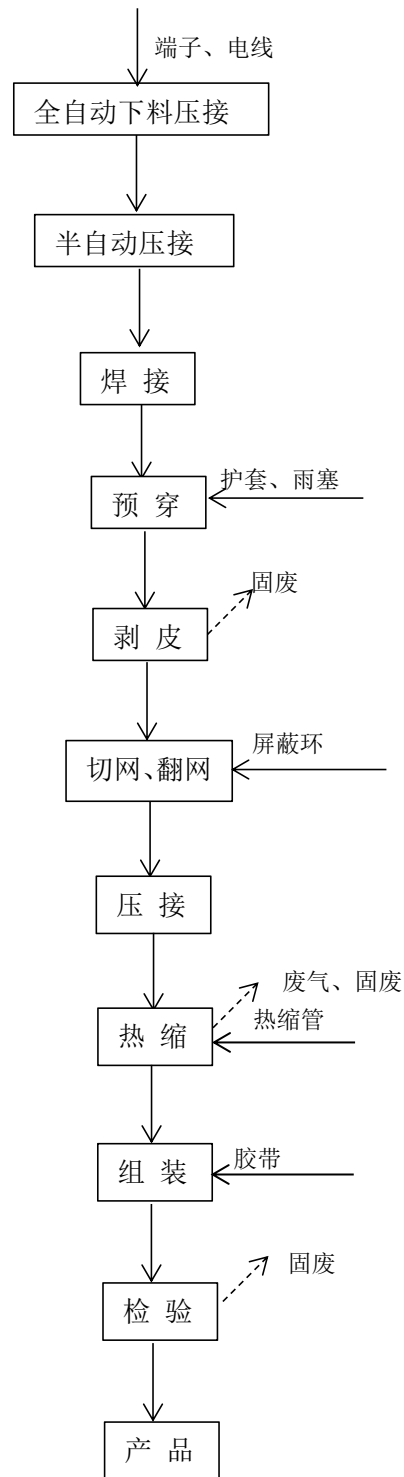 端子、电线
全自动下料压接
半自动压接
焊 接
预 穿
护套、雨塞
剥 皮
固废
切网、翻网
屏蔽环
压 接
废气、固废
热 缩
热缩管
组 装
胶带
检 验
固废
产 品